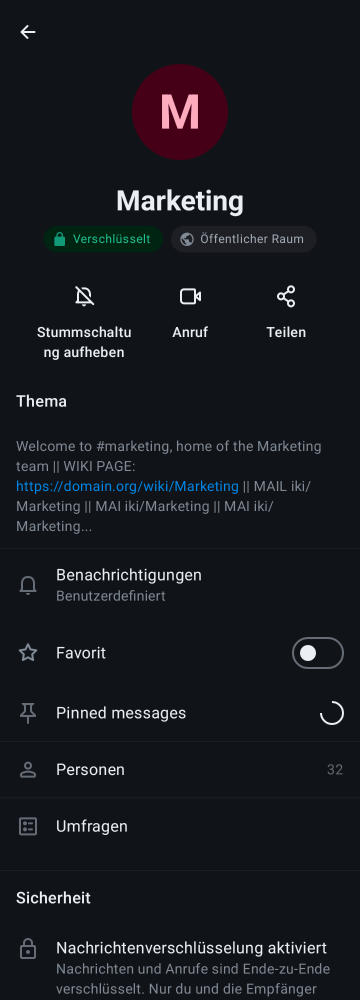 M
Marketing
Verschlüsselt
Öffentlicher Raum
Stummschaltu
ng aufheben
Anruf
Teilen
Thema
Welcome to #marketing, home of the Marketing
team || WIKI PAGE:
https://domain.org/wiki/Marketing || MAIL iki/
Marketing || MAI iki/Marketing || MAI iki/
Marketing...
Benachrichtigungen
Benutzerdefiniert
Favorit
Pinned messages
Personen
32
Umfragen
Sicherheit
Nachrichtenverschlüsselung aktiviert
Nachrichten und Anrufe sind Ende-zu-Ende
verschlüsselt. Nur du und die Empfänger